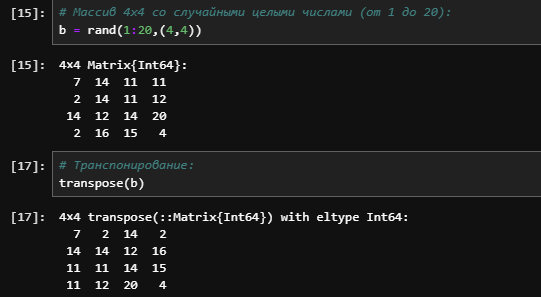 [15]: # Массив 4x4 со случайными целыми числами (от 1 до 20):
b = rand(1:20,(4,4))
[15]: 4×4 Matrix{Int64}:
7 14 11 11
2 14 11 12
14 12 14 20
2 16 15 4
[17]: # Транспонирование:
transpose(b)
[17]: 4×4 transpose(::Matrix{Int64}) with eltype Int64:
7 2 14 2
14 14 12 16
11 11 14 15
11 12 20 4